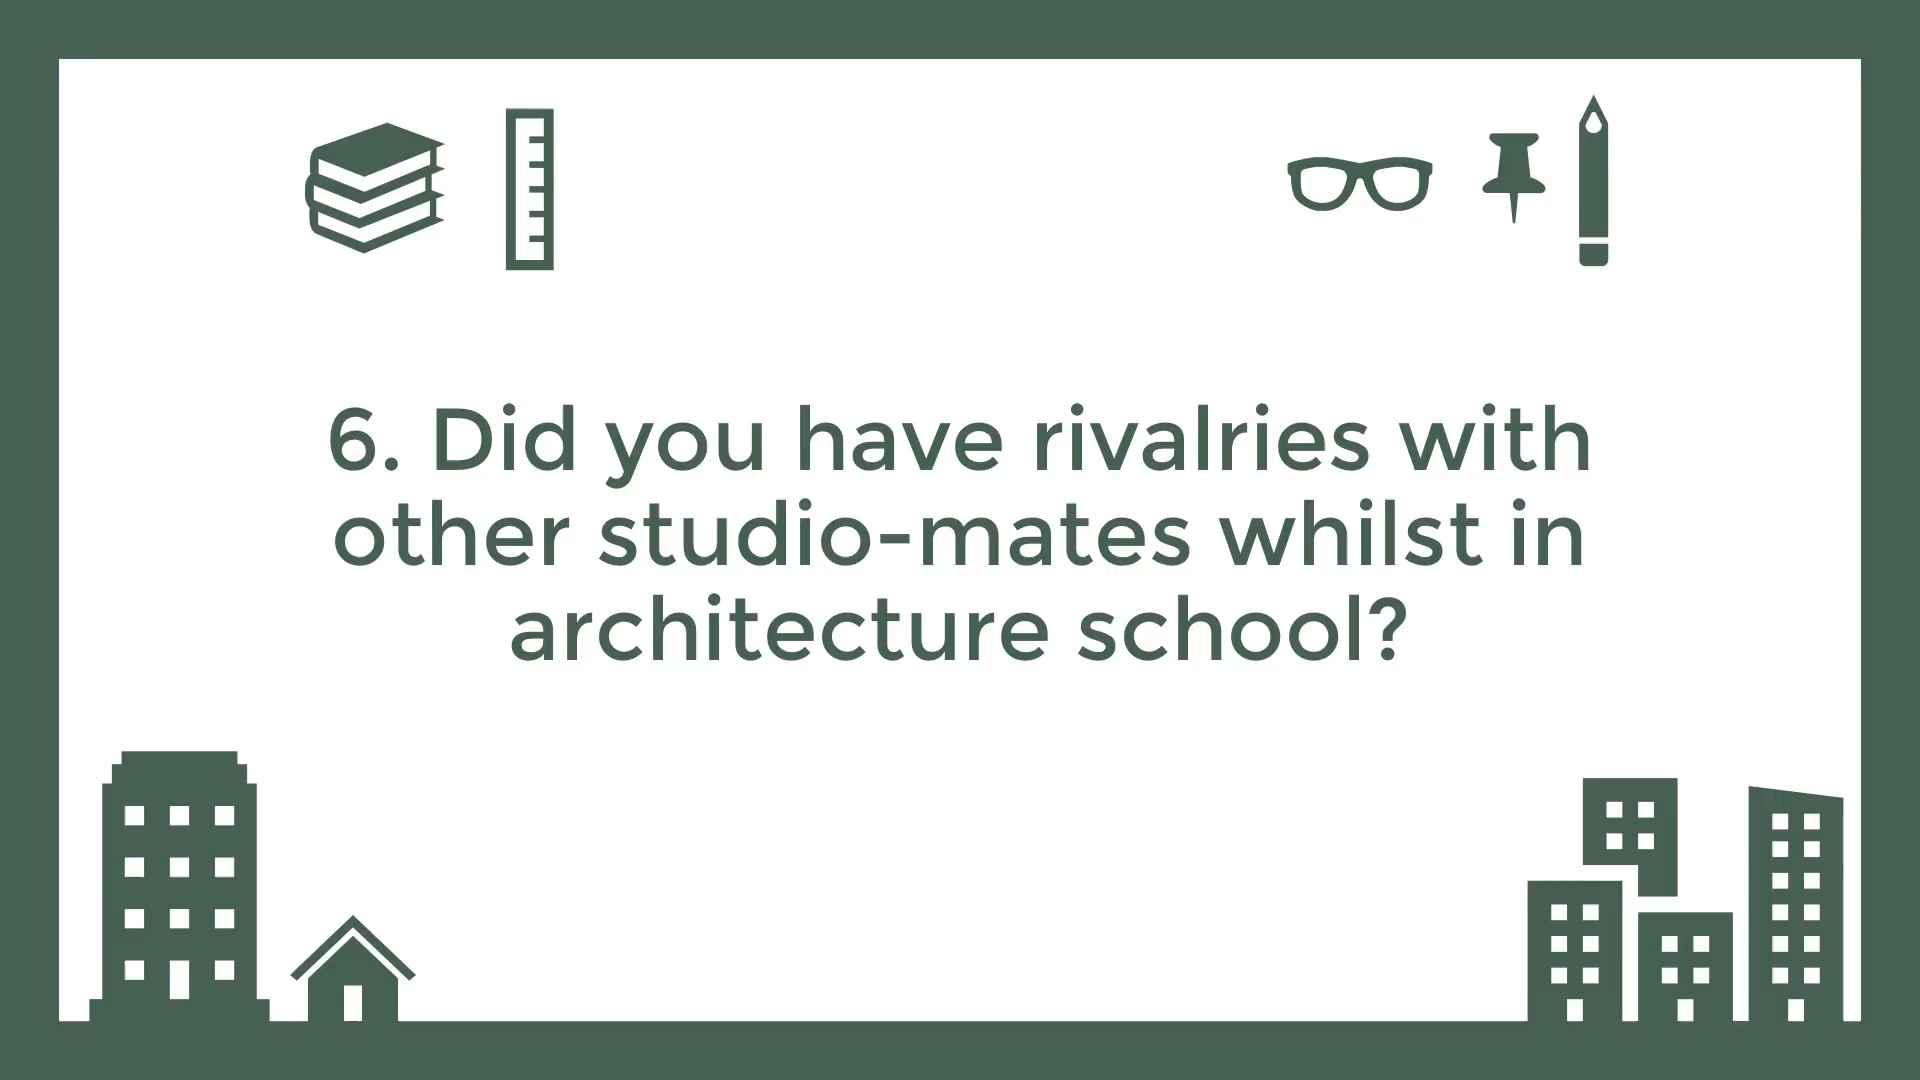 6. Did you have rivalries with
other studio-mates whilst in
architecture school?